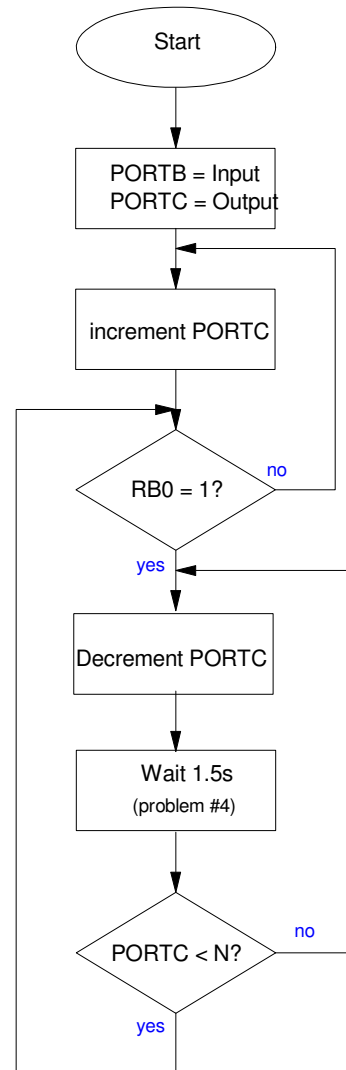 Start
PORTB = Input
PORTC = Output
increment PORTC
RB0 = 1?
no
yes
Decrement PORTC
Wait 1.5s
(problem #4)
PORTC < N?
no
yes